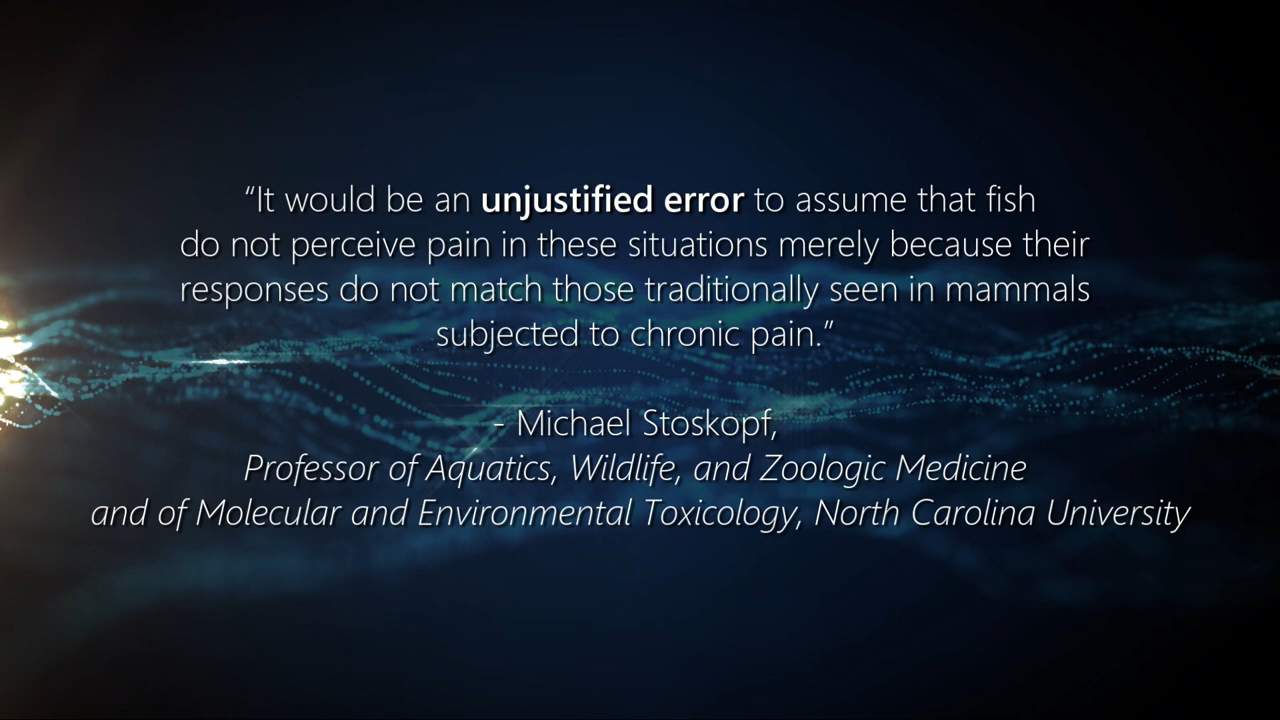 “It would be an unjustified error to assume that fish
do not perceive pain in these situations merely because their
responses do not match those traditionally seen in mammals
subjected to chronic pain.”
- Michael Stoskopf,
Professor of Aquatics, Wildlife, and Zoologic Medicine
and of Molecular and Environmental Toxicology, North Carolina University